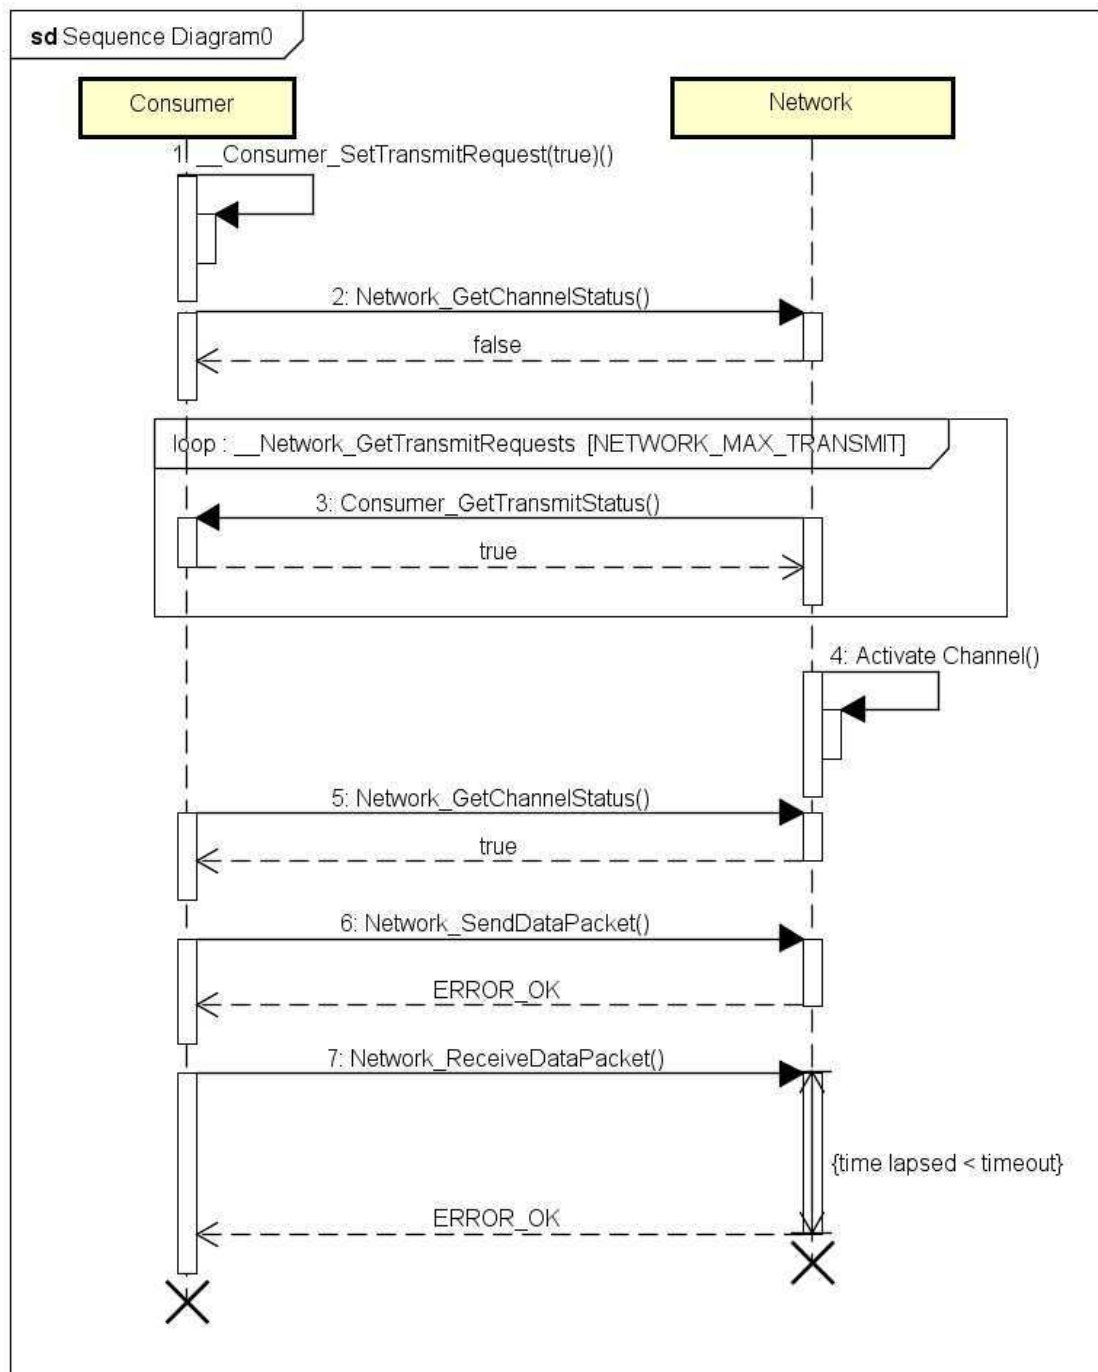 sd Sequence Diagram0
Consumer
Network
1: __Consumer_SetTransmitRequest(true)()
2: Network_GetChannelStatus()
false
loop : __Network_GetTransmitRequests [NETWORK_MAX_TRANSMIT]
3: Consumer_GetTransmitStatus()
true
4: Activate Channel()
5: Network_GetChannelStatus()
true
6: Network_SendDataPacket()
ERROR_OK
7: Network_ReceiveDataPacket()
{time lapsed < timeout}
ERROR_OK